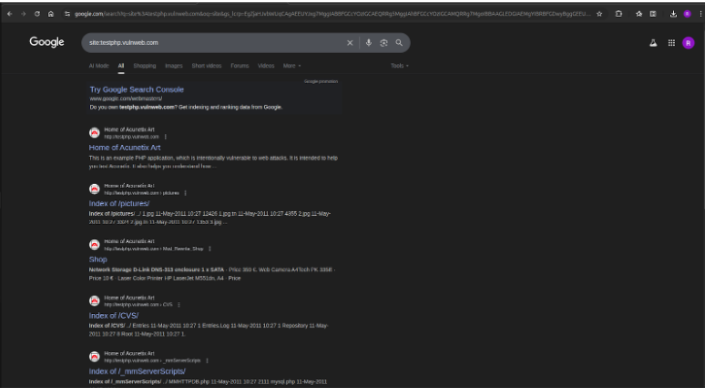 Google
site:testphp.vulnweb.com
AI Mode All Shopping Images Short videos Forums Videos More Tools
Google promotion
Try Google Search Console
www.google.com/webmasters/
Do you own testphp.vulnweb.com? Get indexing and ranking data from Google.
Home of Acunetix Art
http://testphp.vulnweb.com
Home of Acunetix Art
This is an example PHP application, which is intentionally vulnerable to web attacks. It is intended to help
you test Acunetix. It also helps you understand how ...
Home of Acunetix Art
http://testphp.vulnweb.com › pictures
Index of /pictures/
Index of /pictures/ ../ 1.jpg 11-May-2011 10:27 12426 1.jpg.tn 11-May-2011 10:27 4355 2.jpg 11-May-
2011 10:27 2.jpg.tn 11-May-2011 10:27 3.jpg ...
Home of Acunetix Art
http://testphp.vulnweb.com › Mod_Rewrite_Shop
Shop
Network Storage D-Link DNS-313 enclosure 1 x SATA · Price 359 €. Web Camera A4Tech PK-335E ·
Price 10 € · Laser Color Printer HP LaserJet M551dn, A4 · Price
Home of Acunetix Art
http://testphp.vulnweb.com › CVS
Index of /CVS/
Index of /CVS/ ../ Entries 11-May-2011 10:27 1 Entries.Log 11-May-2011 10:27 1 Repository 11-May-
2011 10:27 8 Root 11-May-2011 10:27 1.
Home of Acunetix Art
http://testphp.vulnweb.com › _mmServerScripts
Index of /_mmServerScripts/
Index of /_mmServerScripts/ ../ MMHTTPDB.php 11-May-2011 10:27 2111 mysql.php 11-May-2011